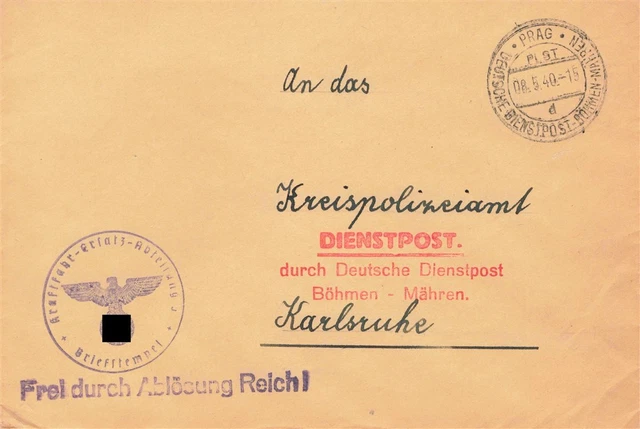 PRAG
PLBT
08.5.40.-15
d
DEUTSCHE DIENSTPOST-BÖHMEN-MÄHREN
An das
Kreispolizeiamt
DIENSTPOST.
durch Deutsche Dienstpost
Böhmen - Mähren.
Karlsruhe
Kraftfahr-Ersatz-Abteilung
Briefstempel
Frei durch Ablösung Reich!